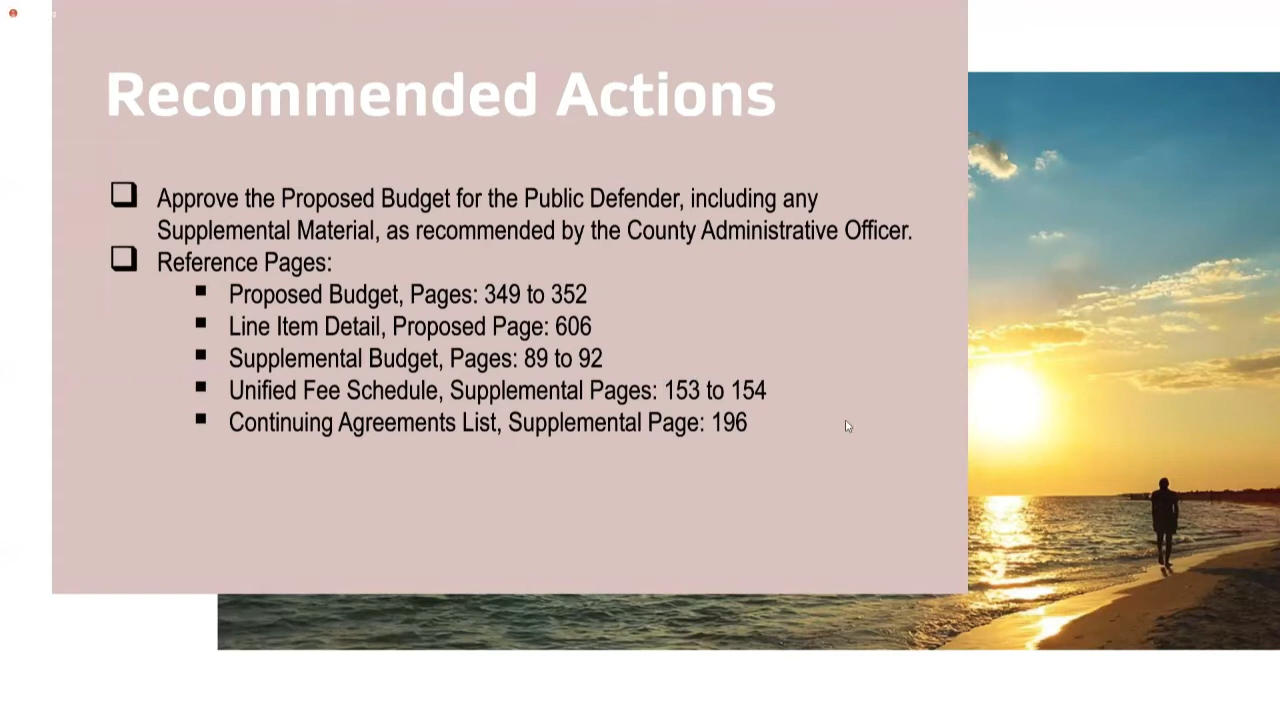 Recommended Actions
Approve the Proposed Budget for the Public Defender, including any
Supplemental Material, as recommended by the County Administrative Officer.
Reference Pages:
Proposed Budget, Pages: 349 to 352
Line Item Detail, Proposed Page: 606
Supplemental Budget, Pages: 89 to 92
Unified Fee Schedule, Supplemental Pages: 153 to 154
Continuing Agreements List, Supplemental Page: 196